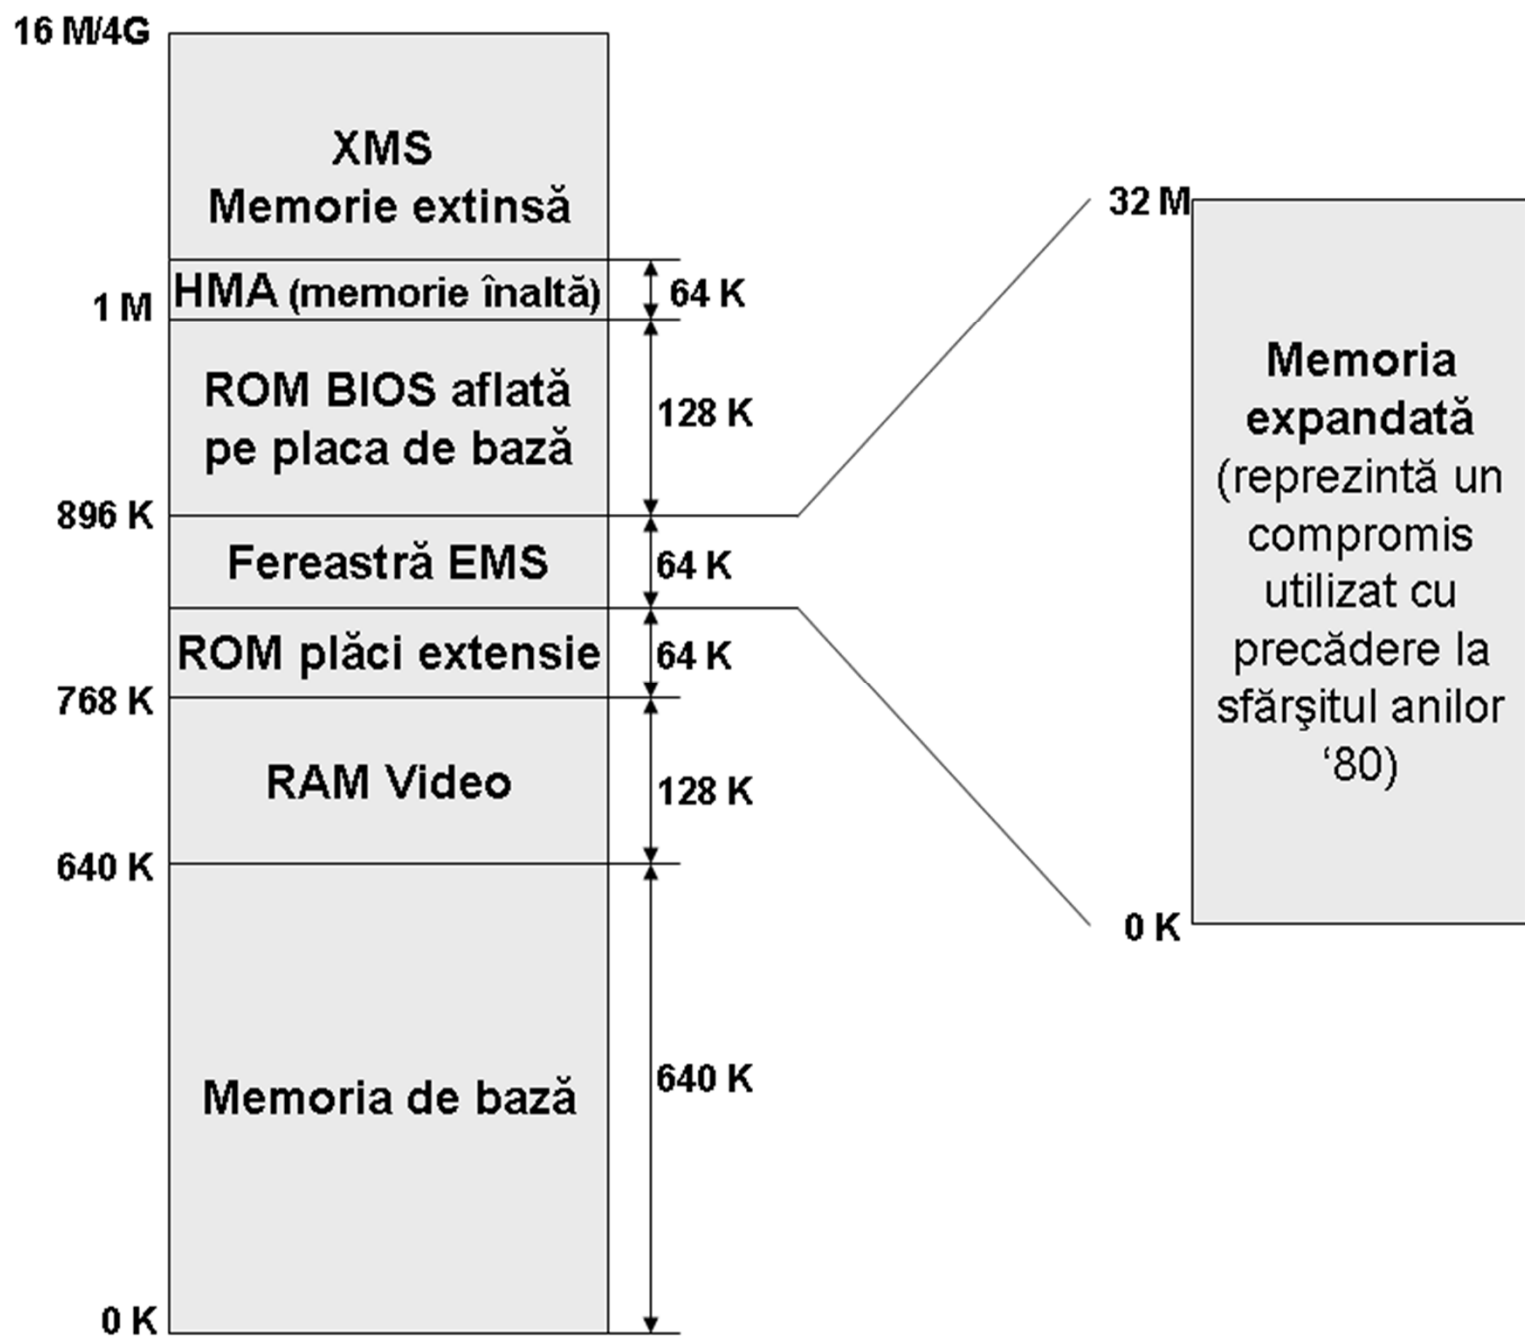 16 M/4G
XMS
Memorie extinsă
HMA (memorie înaltă)
64 K
1 M
ROM BIOS aflată
pe placa de bază
128 K
896 K
Fereastră EMS
64 K
ROM plăci extensie
64 K
768 K
RAM Video
128 K
640 K
Memoria de bază
640 K
0 K
32 M
Memoria
expandată
(reprezintă un
compromis
utilizat cu
precădere la
sfărşitul anilor
‘80)
0 K